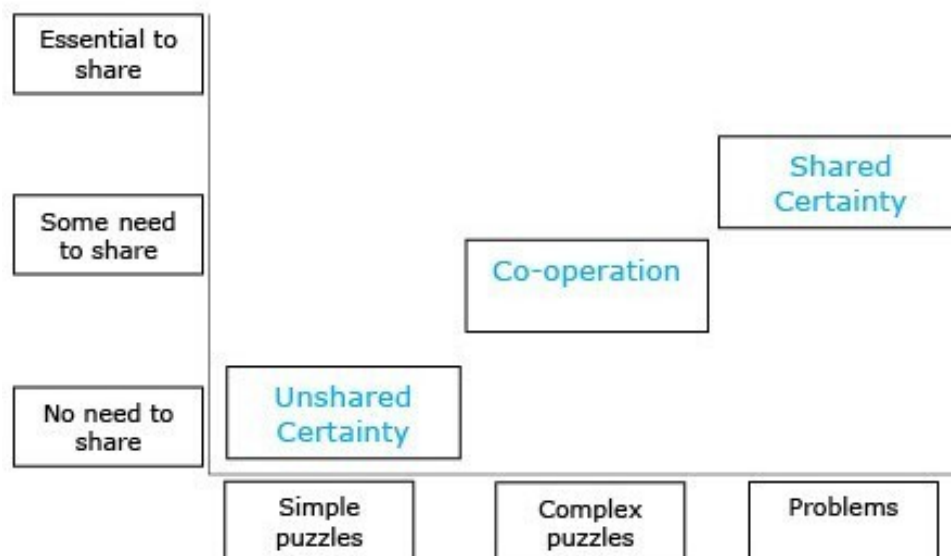 Essential to
share
Shared
Certainty
Some need
to share
Co-operation
Unshared
Certainty
No need to
share
Simple
puzzles
Complex
puzzles
Problems